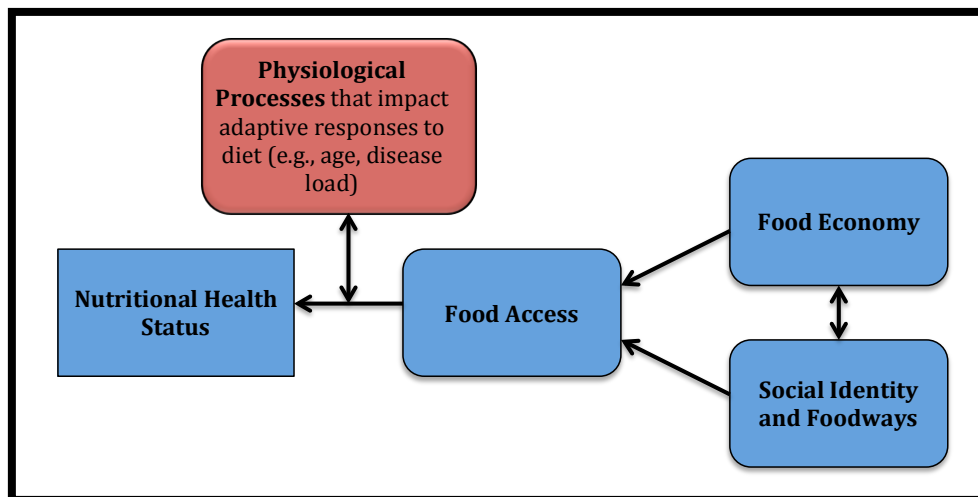 Physiological
Processes that impact
adaptive responses to
diet (e.g., age, disease
load)
Food Economy
Nutritional Health
Status
Food Access
Social Identity
and Foodways